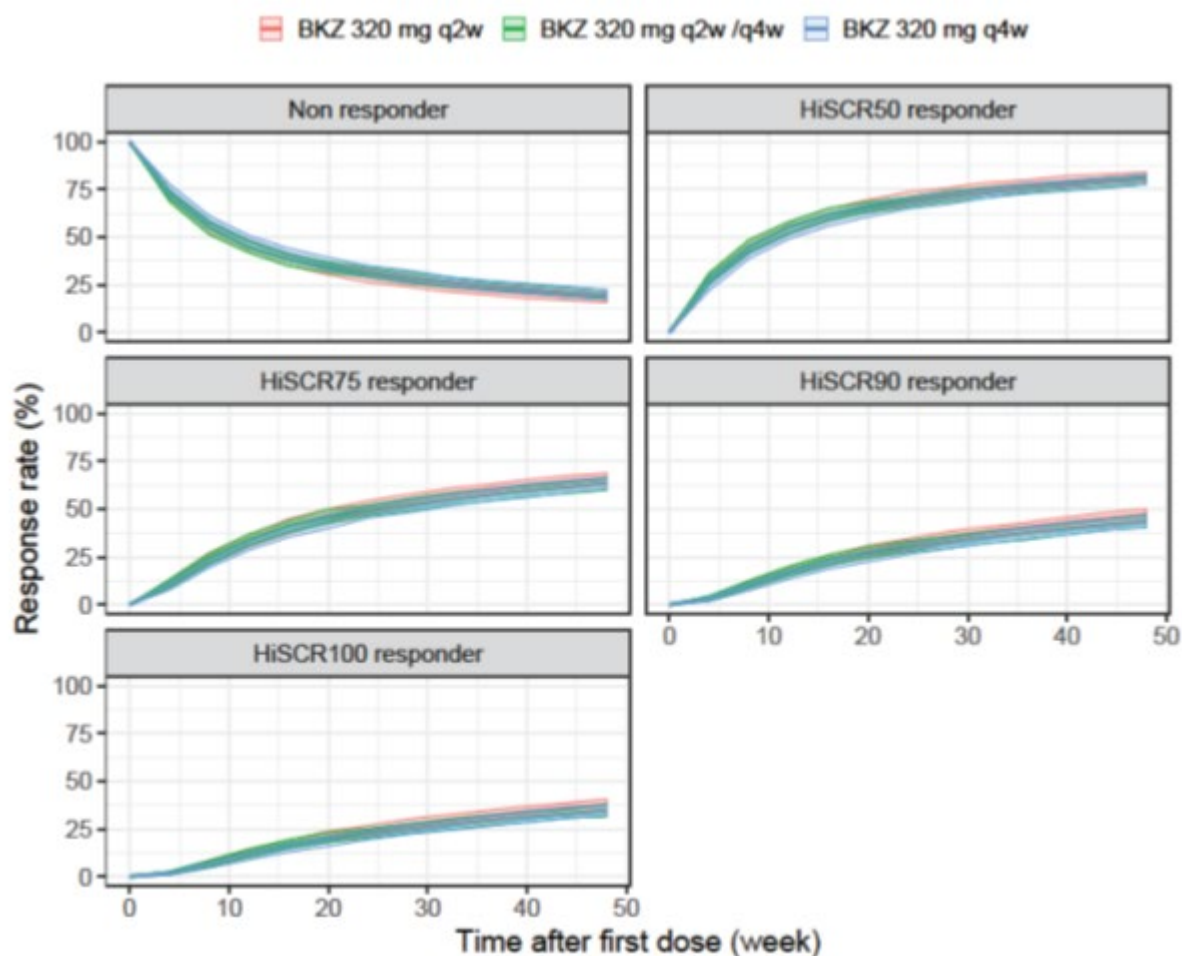 BKZ 320 mg q2w BKZ 320 mg q2w /q4w BKZ 320 mg q4w
Non responder HiSCR50 responder
100
75
50
25
0
HiSCR75 responder HiSCR90 responder
100
75
50
25
0
0 10 20 30 40 50
HiSCR100 responder
100
75
50
25
0
0 10 20 30 40 50
Response rate (%)
Time after first dose (week)